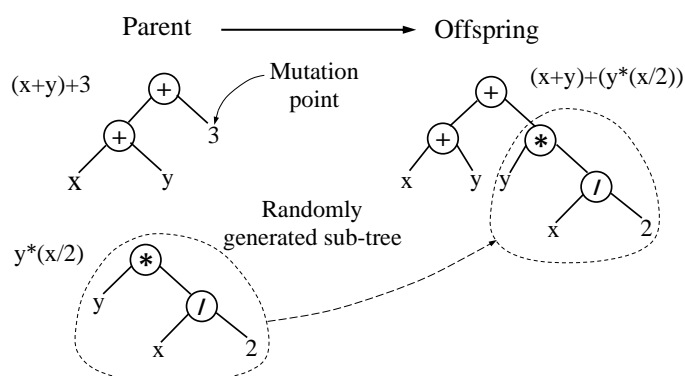 Parent
Offspring
(x+y)+3
+
+
x
y
3
Mutation
point
(x+y)+(y*(x/2))
+
+
x
y
y
*
/
x
2
Randomly
generated sub-tree
y*(x/2)
*
y
/
x
2